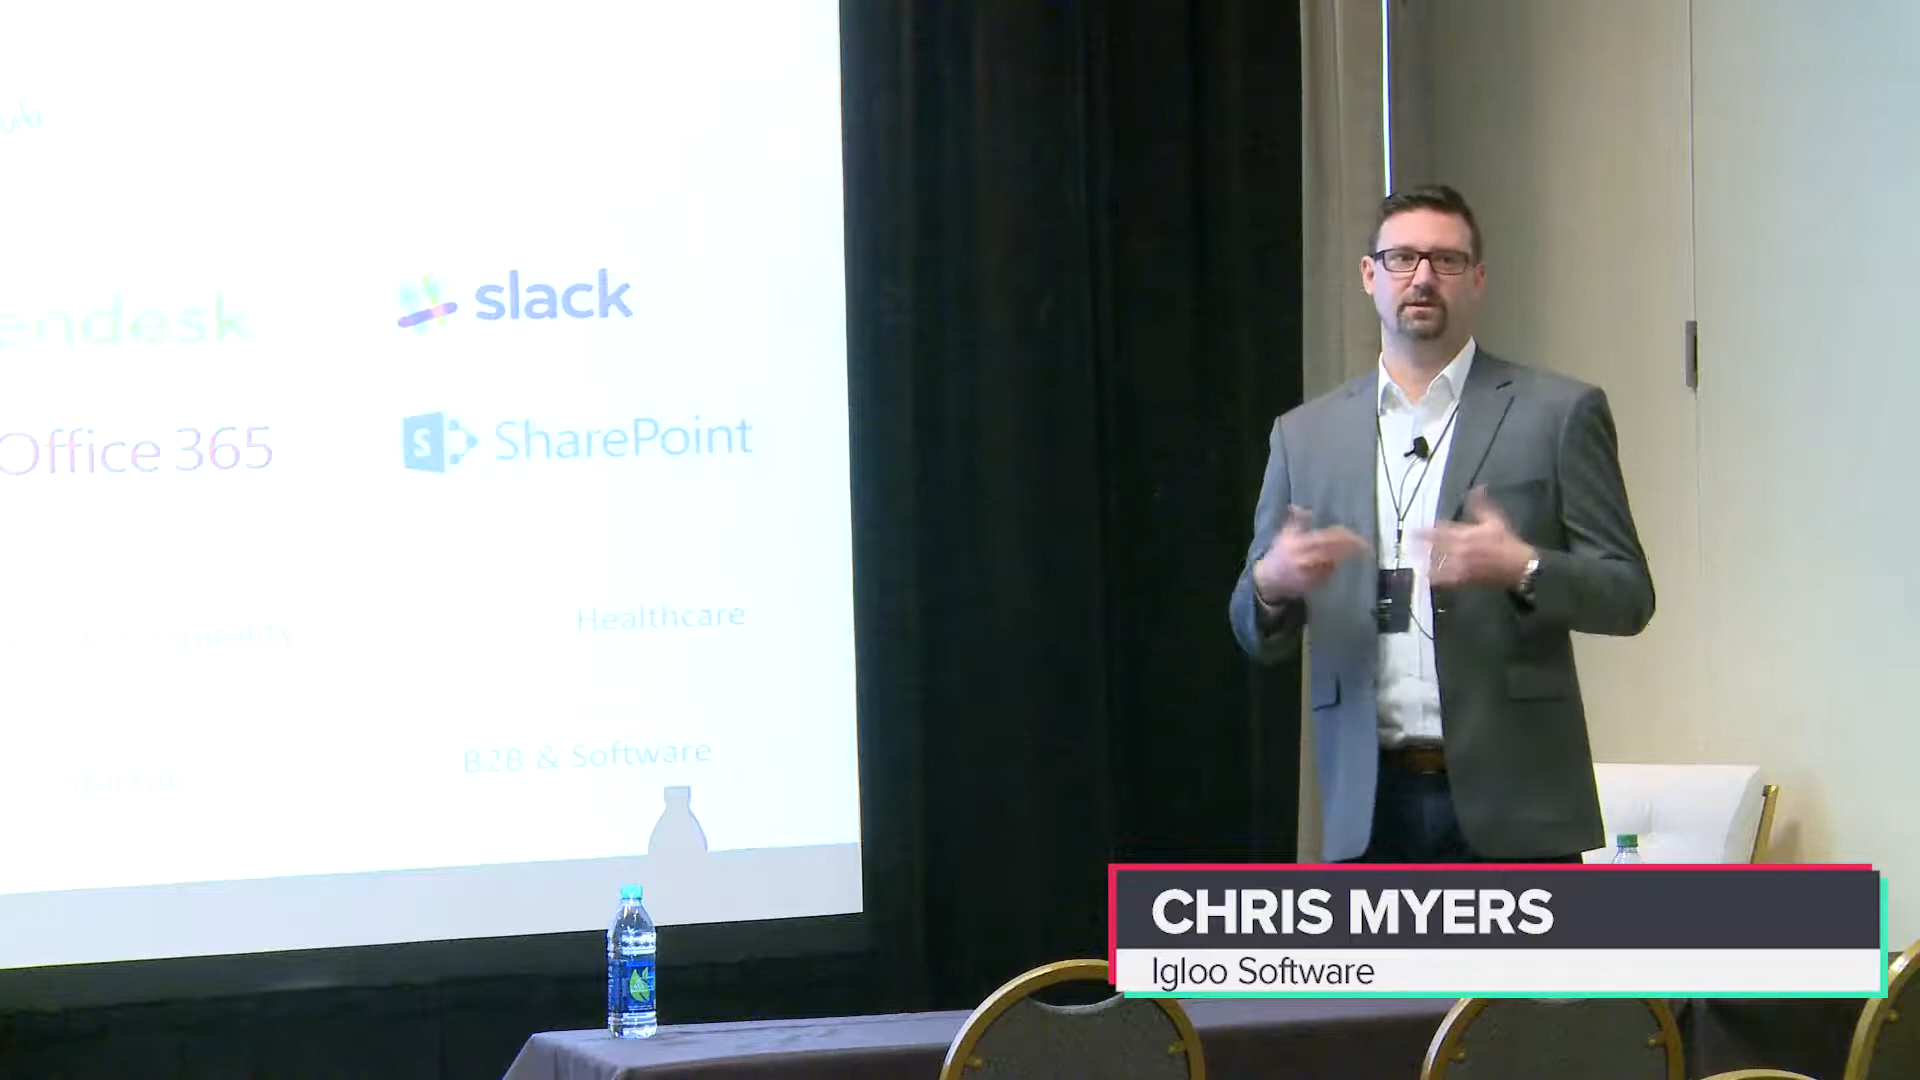 slack
endesk
Office 365
SharePoint
Healthcare
B2B & Software
CHRIS MYERS
Igloo Software